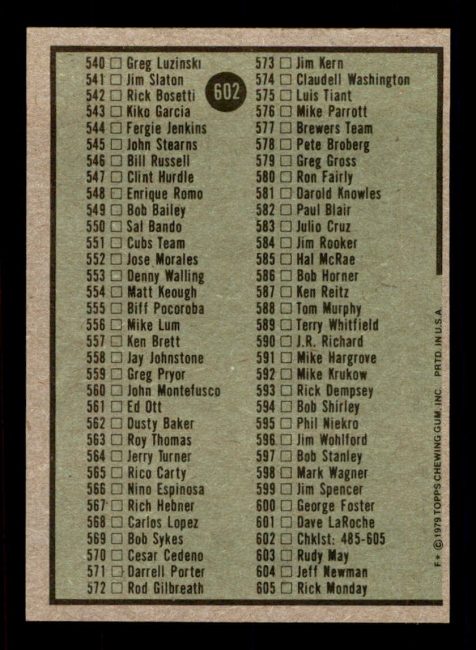 602
540 Greg Luzinski
541 Jim Slaton
542 Rick Bosetti
543 Kiko Garcia
544 Fergie Jenkins
545 John Stearns
546 Bill Russell
547 Clint Hurdle
548 Enrique Romo
549 Bob Bailey
550 Sal Bando
551 Cubs Team
552 Jose Morales
553 Denny Walling
554 Matt Keough
555 Biff Pocoroba
556 Mike Lum
557 Ken Brett
558 Jay Johnstone
559 Greg Pryor
560 John Montefusco
561 Ed Ott
562 Dusty Baker
563 Roy Thomas
564 Jerry Turner
565 Rico Carty
566 Nino Espinosa
567 Rich Hebner
568 Carlos Lopez
569 Bob Sykes
570 Cesar Cedeno
571 Darrell Porter
572 Rod Gilbreath
573 Jim Kern
574 Claudell Washington
575 Luis Tiant
576 Mike Parrott
577 Brewers Team
578 Pete Broberg
579 Greg Gross
580 Ron Fairly
581 Darold Knowles
582 Paul Blair
583 Julio Cruz
584 Jim Rooker
585 Hal McRae
586 Bob Horner
587 Ken Reitz
588 Tom Murphy
589 Terry Whitfield
590 J.R. Richard
591 Mike Hargrove
592 Mike Krukow
593 Rick Dempsey
594 Bob Shirley
595 Phil Niekro
596 Jim Wohlford
597 Bob Stanley
598 Mark Wagner
599 Jim Spencer
600 George Foster
601 Dave LaRoche
602 Chklst: 485-605
603 Rudy May
604 Jeff Newman
605 Rick Monday
F* © 1979 TOPPS CHEWING GUM, INC. PRTD. IN U.S.A.